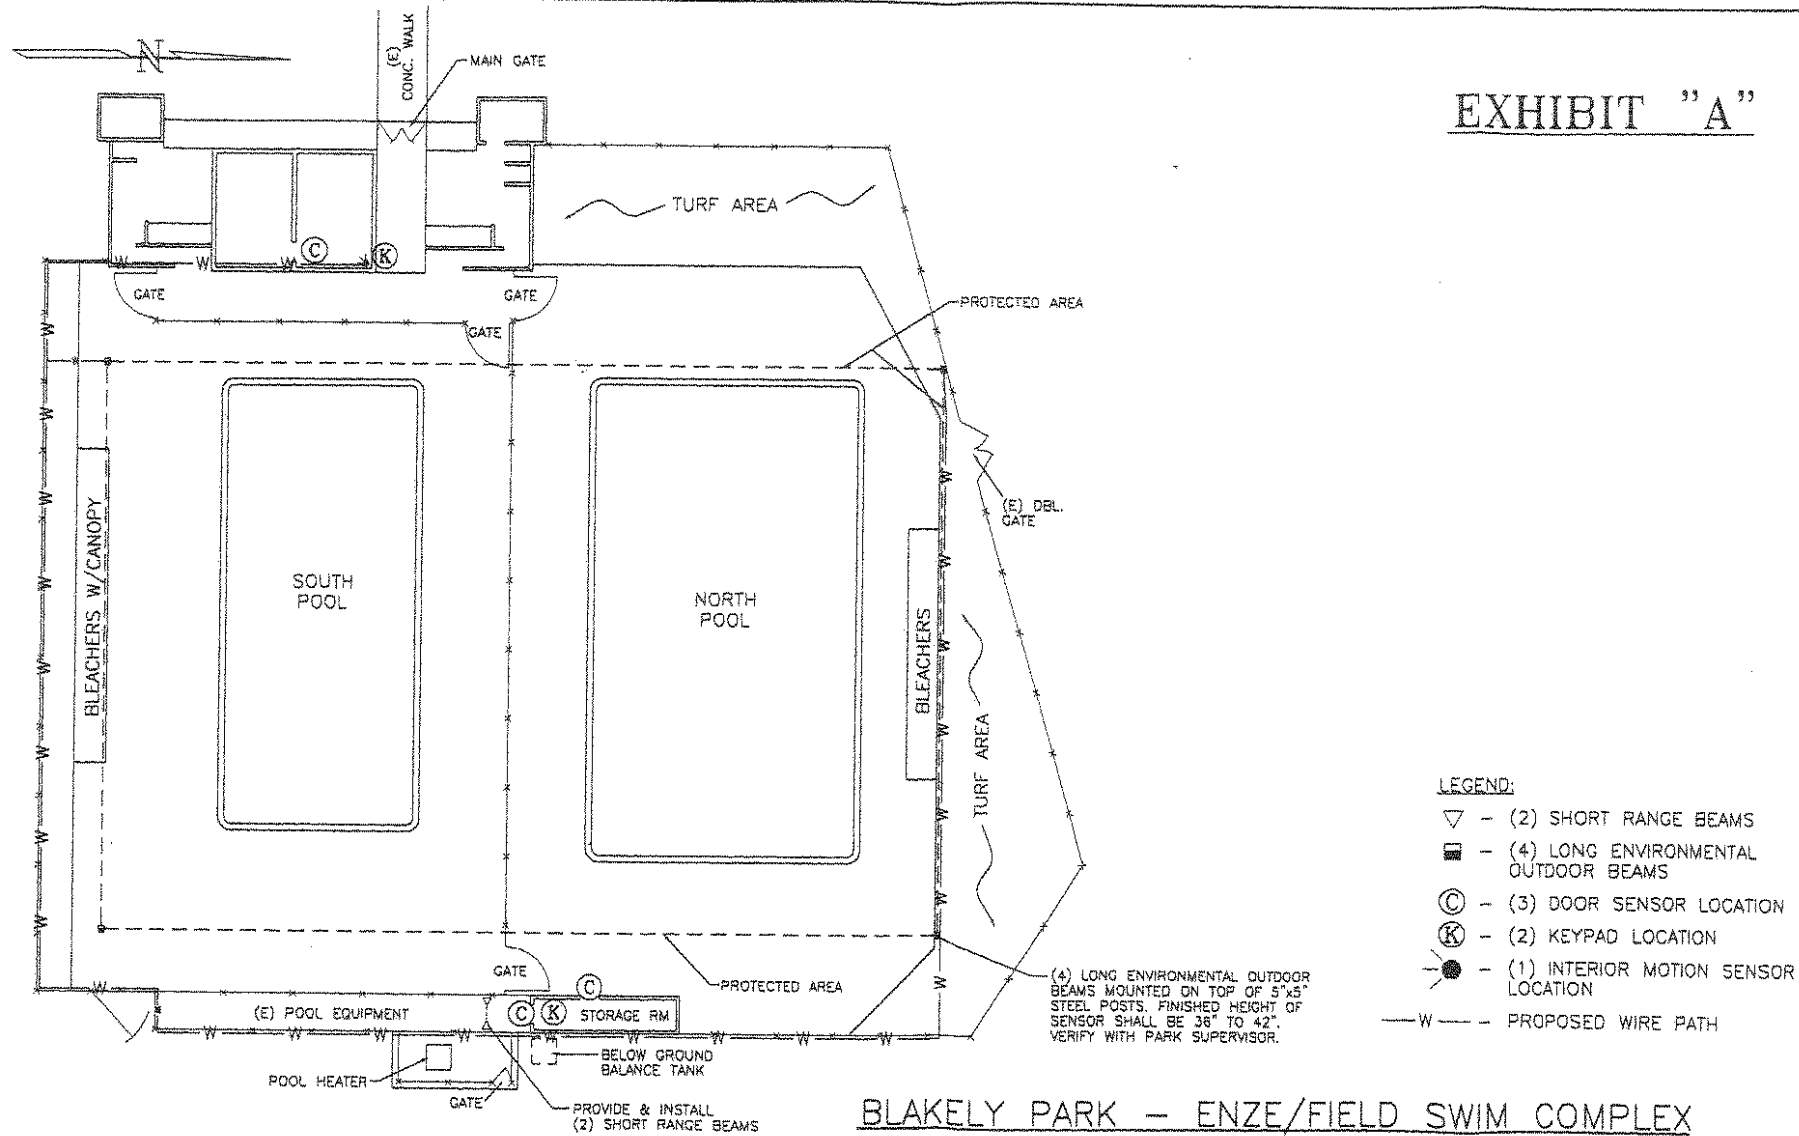 N
(E)
CONC. WALK
MAIN GATE
EXHIBIT "A"
TURF AREA
C
K
W W W
GATE
GATE
GATE
PROTECTED AREA
(E) DBL.
GATE
BLEACHERS W/CANOPY
SOUTH
POOL
NORTH
POOL
BLEACHERS
TURF AREA
LEGEND:
– (2) SHORT RANGE BEAMS
– (4) LONG ENVIRONMENTAL
OUTDOOR BEAMS
C – (3) DOOR SENSOR LOCATION
K – (2) KEYPAD LOCATION
– (1) INTERIOR MOTION SENSOR
LOCATION
—W—— – PROPOSED WIRE PATH
GATE
PROTECTED AREA
C
(E) POOL EQUIPMENT
C
K
STORAGE RM
(4) LONG ENVIRONMENTAL OUTDOOR
BEAMS MOUNTED ON TOP OF 5"x5"
STEEL POSTS. FINISHED HEIGHT OF
SENSOR SHALL BE 36" TO 42".
VERIFY WITH PARK SUPERVISOR.
BELOW GROUND
BALANCE TANK
POOL HEATER
GATE
PROVIDE & INSTALL
(2) SHORT RANGE BEAMS
BLAKELY PARK – ENZE/FIELD SWIM COMPLEX